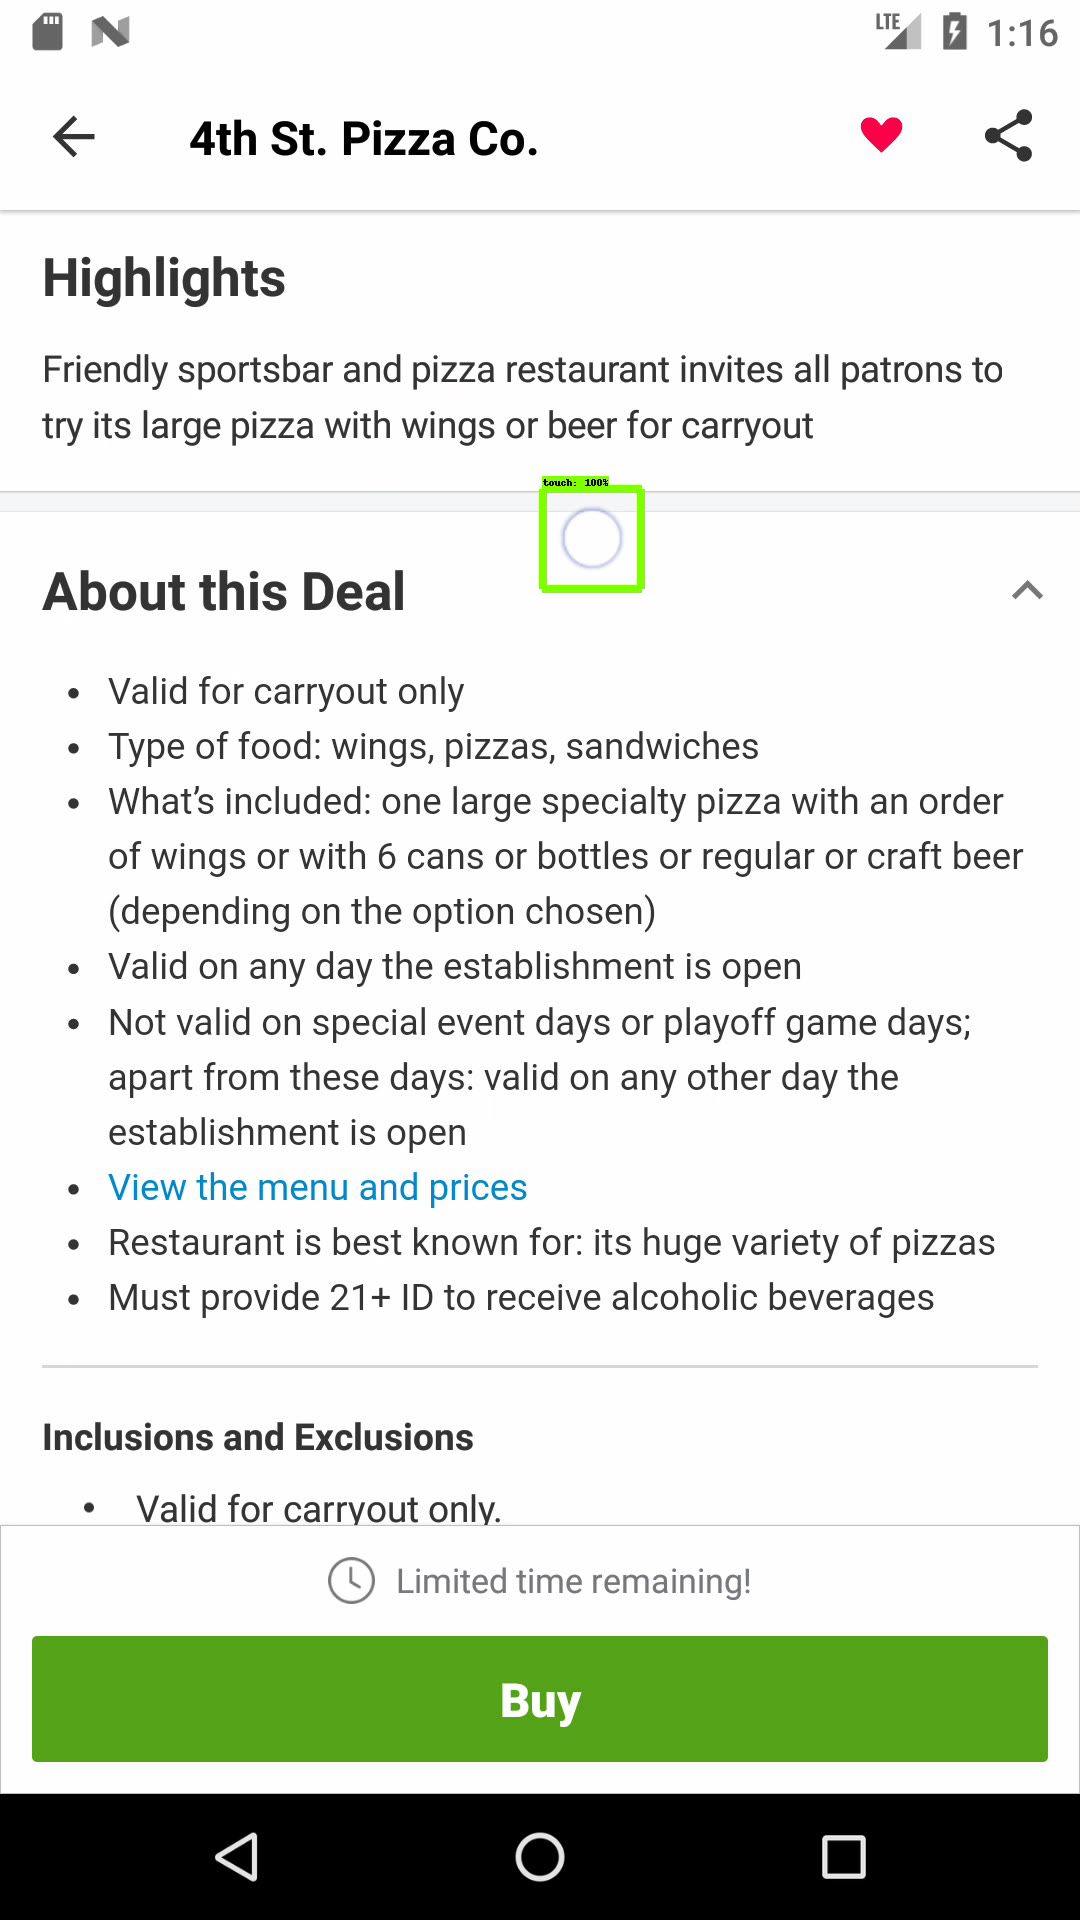 LTE 1:16
4th St. Pizza Co.
Highlights
Friendly sportsbar and pizza restaurant invites all patrons to
try its large pizza with wings or beer for carryout
touch: 100%
About this Deal
• Valid for carryout only
• Type of food: wings, pizzas, sandwiches
• What’s included: one large specialty pizza with an order
of wings or with 6 cans or bottles or regular or craft beer
(depending on the option chosen)
• Valid on any day the establishment is open
• Not valid on special event days or playoff game days;
apart from these days: valid on any other day the
establishment is open
• View the menu and prices
• Restaurant is best known for: its huge variety of pizzas
• Must provide 21+ ID to receive alcoholic beverages
Inclusions and Exclusions
• Valid for carryout only.
Limited time remaining!
Buy